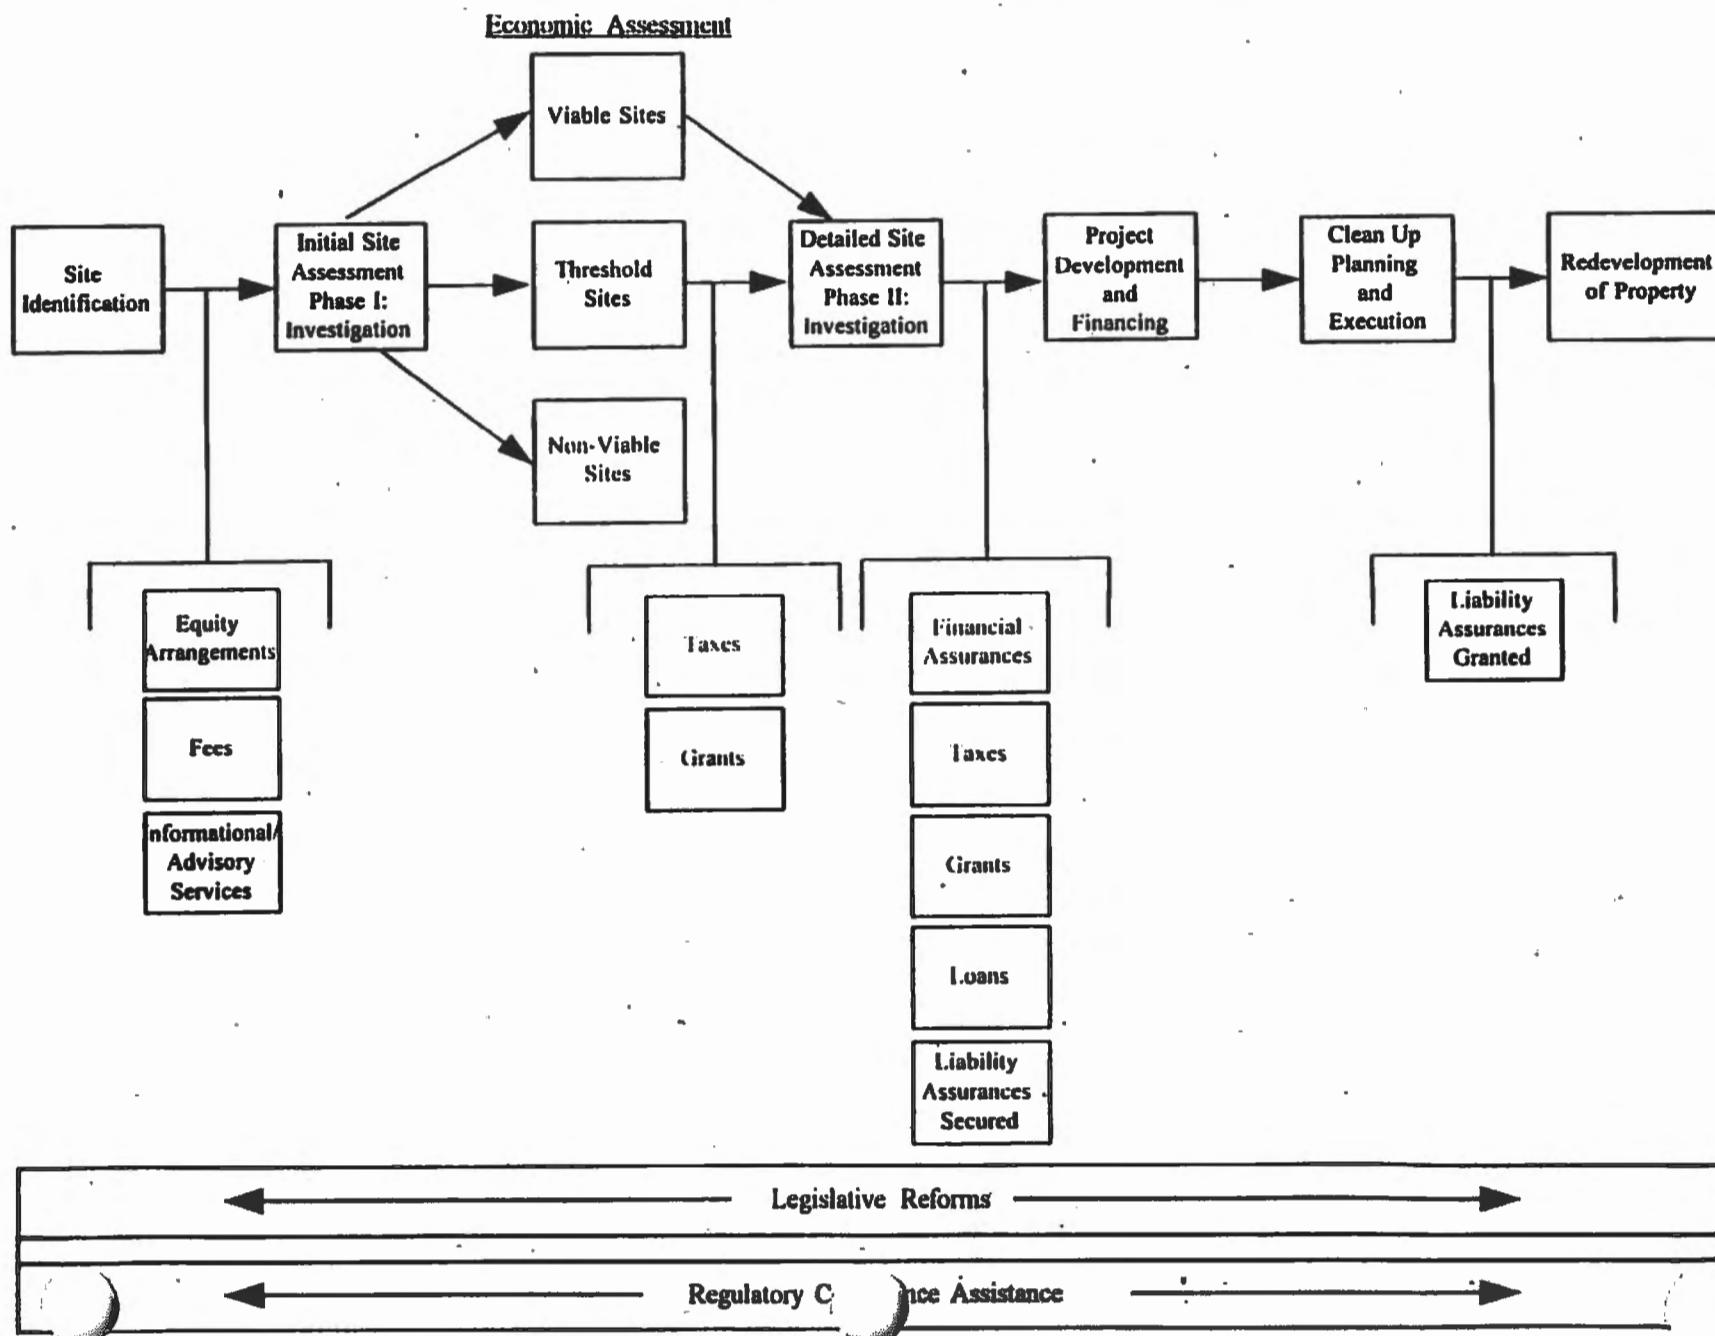 Economic Assessment
Viable Sites
Site
Identification
Initial Site
Assessment
Phase I:
Investigation
Threshold
Sites
Non-Viable
Sites
Detailed Site
Assessment
Phase II:
Investigation
Project
Development
and
Financing
Clean Up
Planning
and
Execution
Redevelopment
of Property
Equity
Arrangements
Fees
Informational/
Advisory
Services
Taxes
Grants
Financial
Assurances
Taxes
Grants
Loans
Liability
Assurances
Secured
Liability
Assurances
Granted
Legislative Reforms
Regulatory Assistance